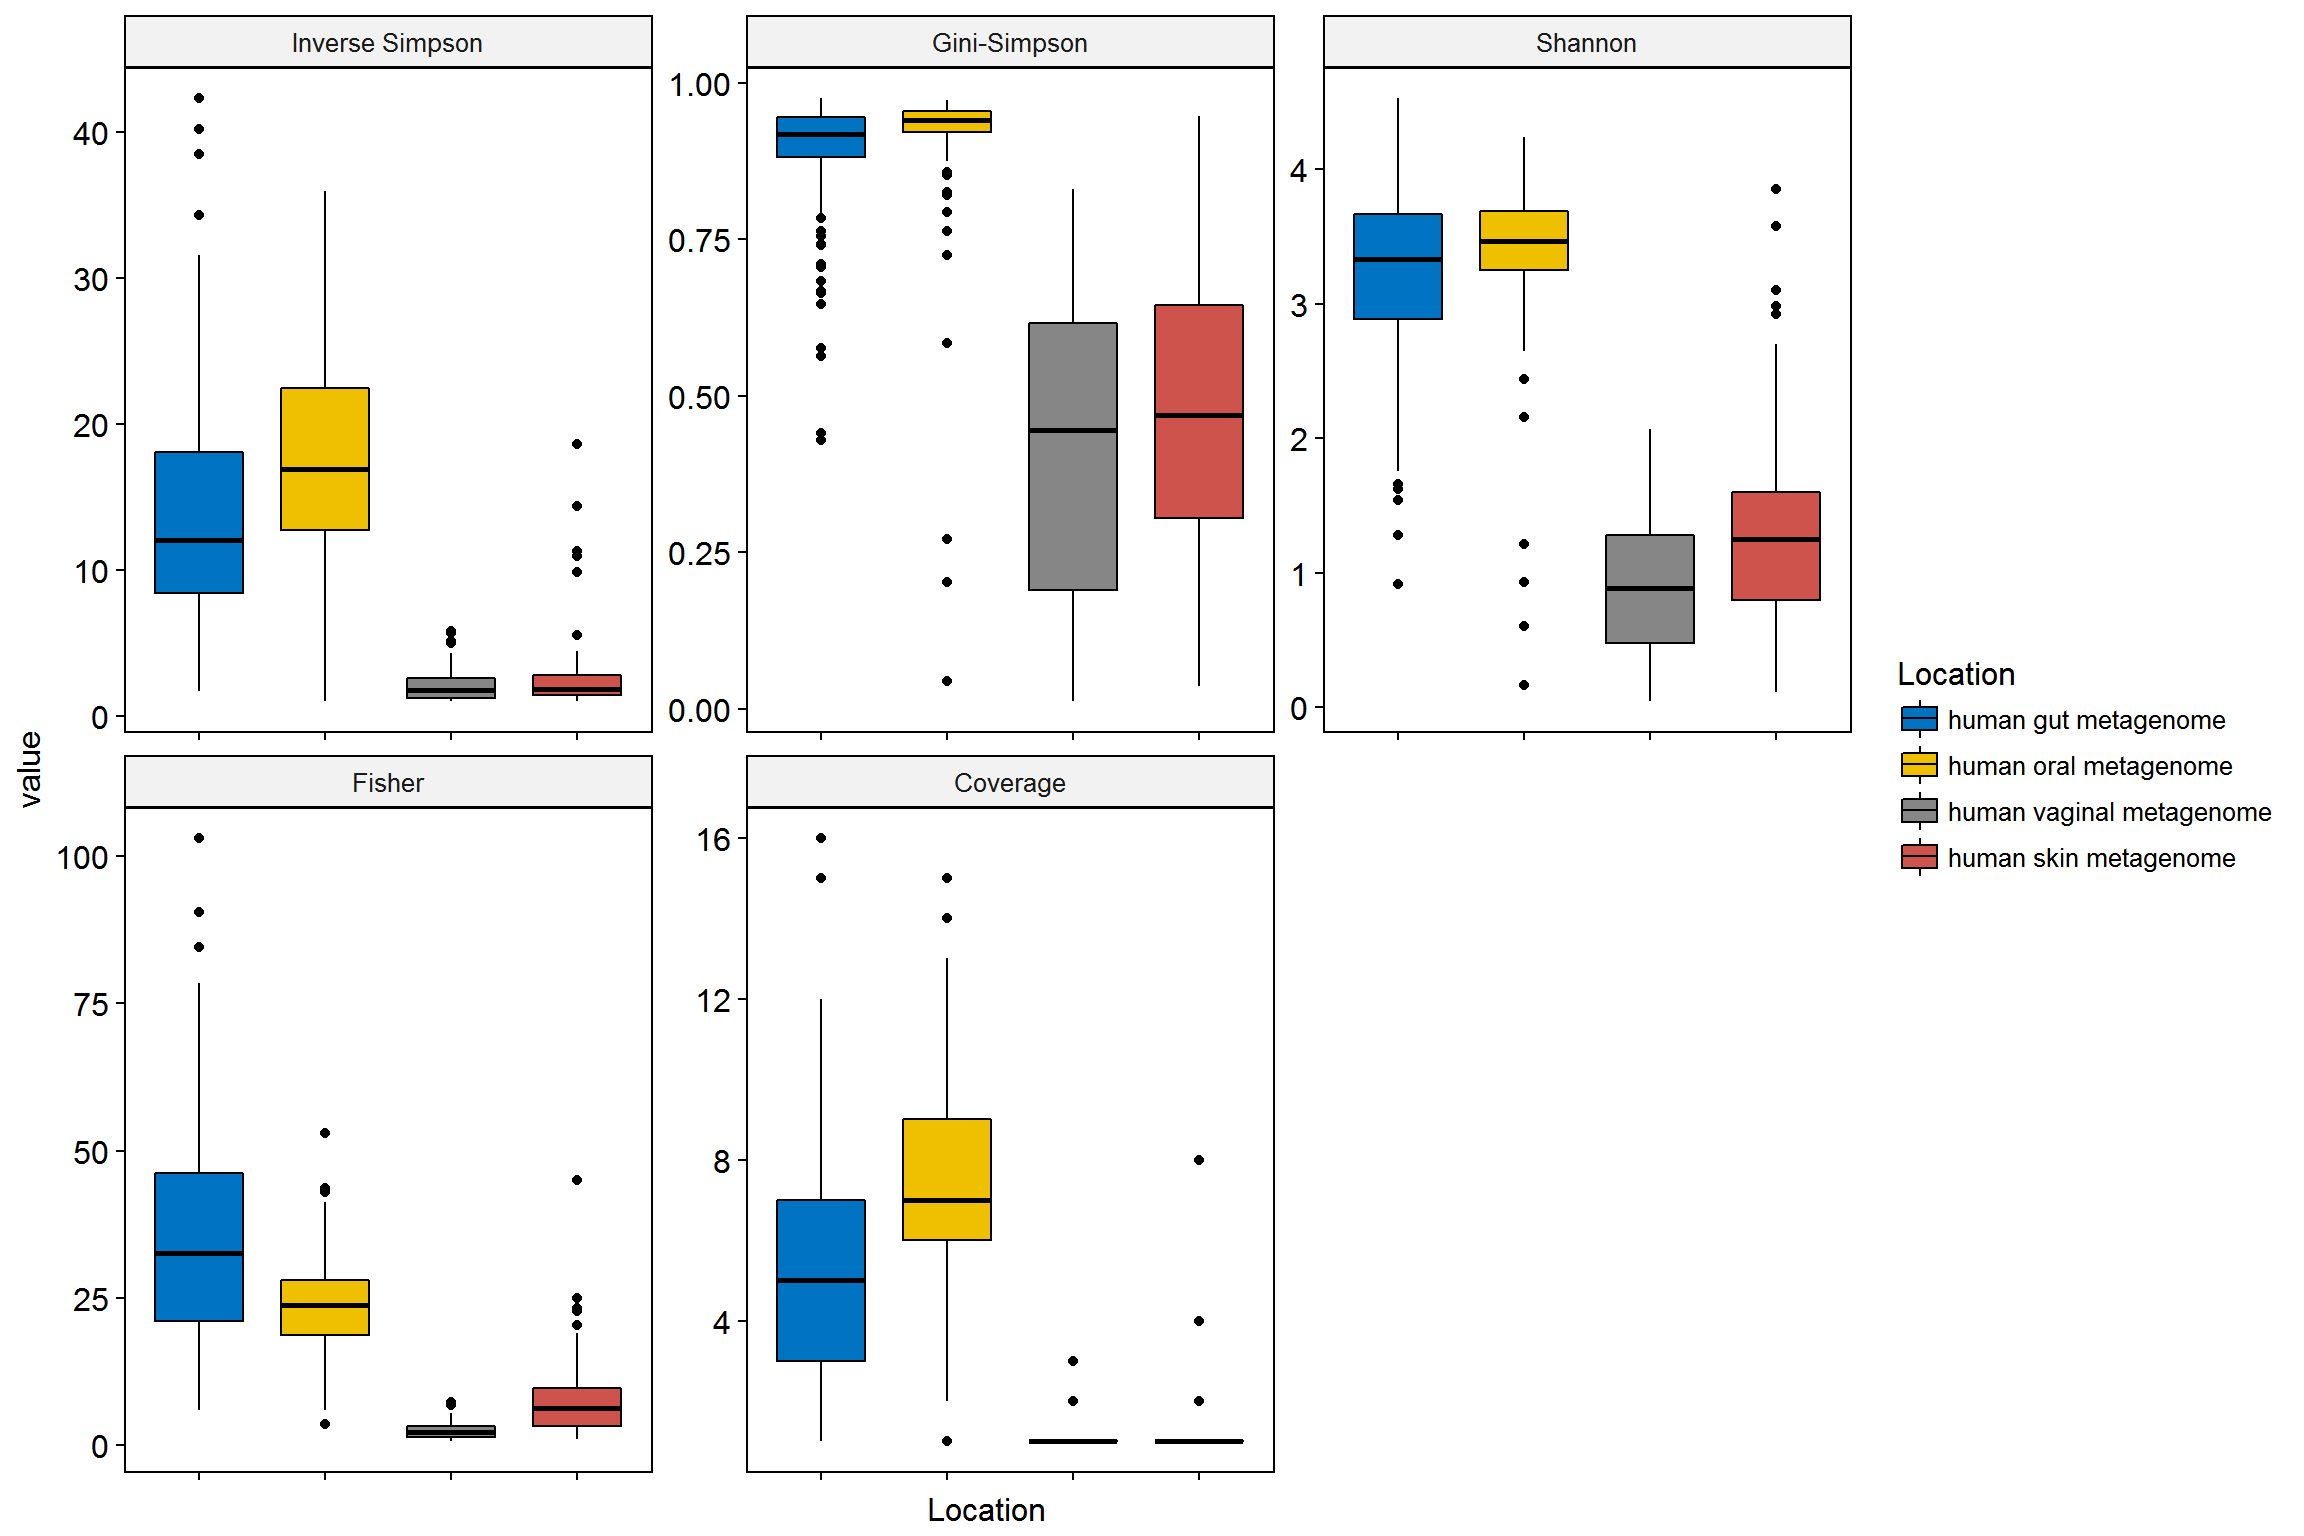 Inverse Simpson
Gini-Simpson
Shannon
40
30
20
10
0
1.00
0.75
0.50
0.25
0.00
4
3
2
1
0
value
Fisher
Coverage
100
75
50
25
0
16
12
8
4
Location
Location
human gut metagenome
human oral metagenome
human vaginal metagenome
human skin metagenome